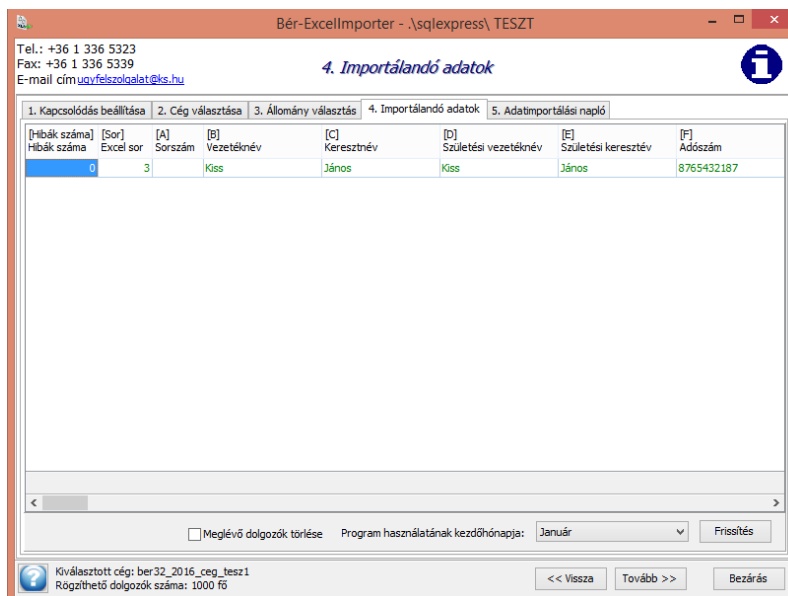 Bér-ExcelImporter - .\sqlexpress\ TESZT
Tel.: +36 1 336 5323
Fax: +36 1 336 5339
E-mail cím ugyfelszolgalat@ks.hu
4. Importálandó adatok
1. Kapcsolódás beállítása 2. Cég választása 3. Állomány választás 4. Importálandó adatok 5. Adatimportálási napló
[Hibák száma] [Sor] [A] [B] [C] [D] [E] [F]
Hibák száma Excel sor Sorszám Vezetéknév Keresztnév Születési vezetéknév Születési keresztév Adószám
0 3 Kiss János Kiss János 8765432187
Meglévő dolgozók törlése Program használatának kezdőhónapja: Január Frissítés
Kiválasztott cég: ber32_2016_ceg_tesz1
Rögzíthető dolgozók száma: 1000 fő
<< Vissza Tovább >> Bezárás